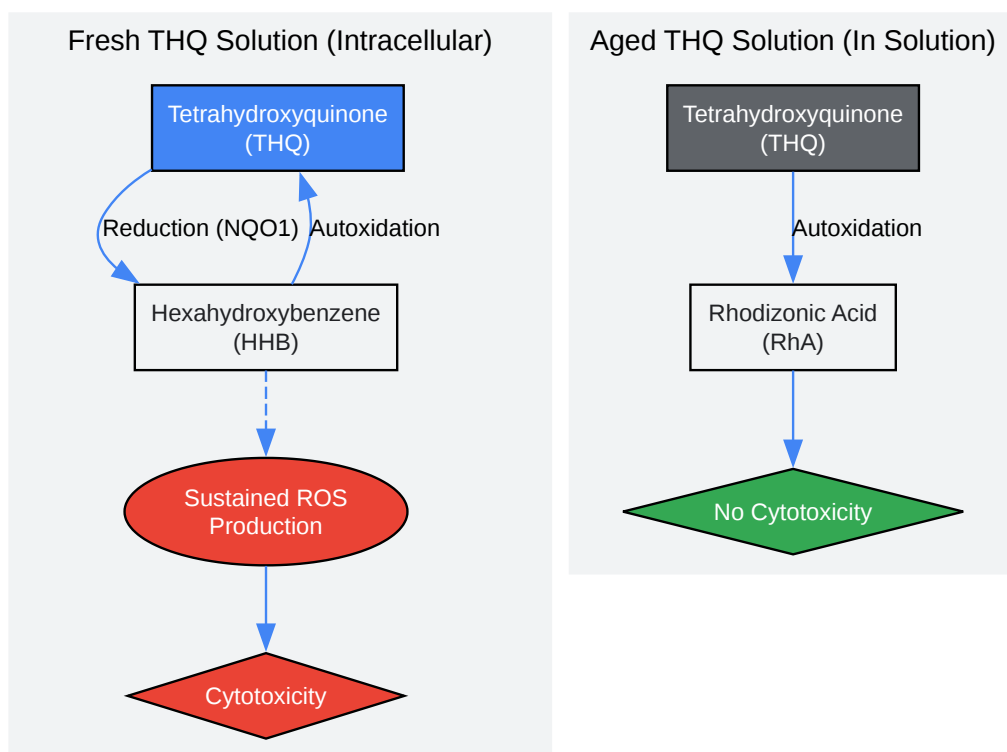 Fresh THQ Solution (Intracellular)
Tetrahydroxyquinone
(THQ)
Reduction (NQO1)
Autoxidation
Hexahydroxybenzene
(HHB)
Sustained ROS
Production
Cytotoxicity
Aged THQ Solution (In Solution)
Tetrahydroxyquinone
(THQ)
Autoxidation
Rhodizonic Acid
(RhA)
No Cytotoxicity